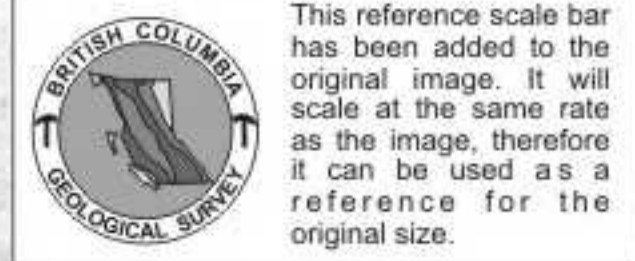 BRITISH COLUMBIA
GEOLOGICAL SURVEY
This reference scale bar
has been added to the
original image. It will
scale at the same rate
as the image, therefore
it can be used as a
reference for the
original size.